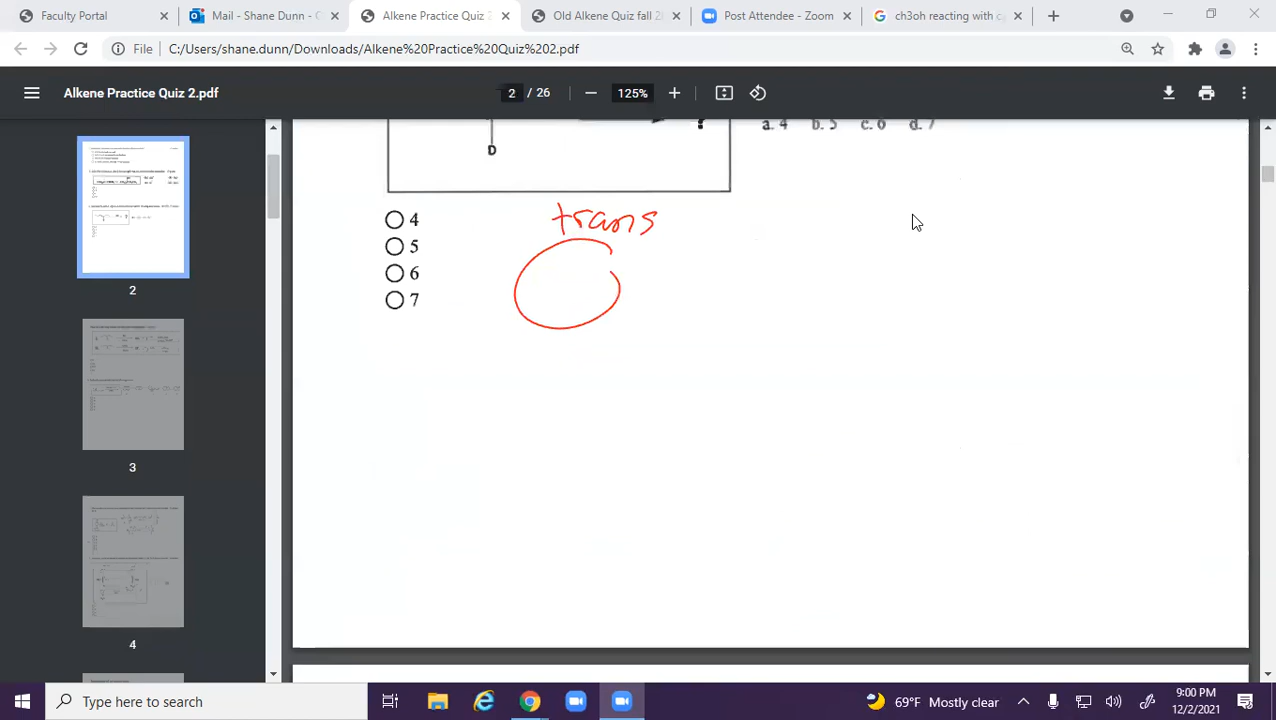 Faculty Portal
Mail - Shane Dunn - 
Alkene Practice Quiz 2
Old Alkene Quiz fall 20
Post Attendee - Zoom
ch3oh reacting with c
File
C:/Users/shane.dunn/Downloads/Alkene%20Practice%20Quiz%202.pdf
Alkene Practice Quiz 2.pdf
2 / 26
125%
D
?
a. 4 b. 5 c. 6 d. 7
4
5
6
7
trans
2
3
4
Type here to search
69°F Mostly clear
9:00 PM
12/2/2021